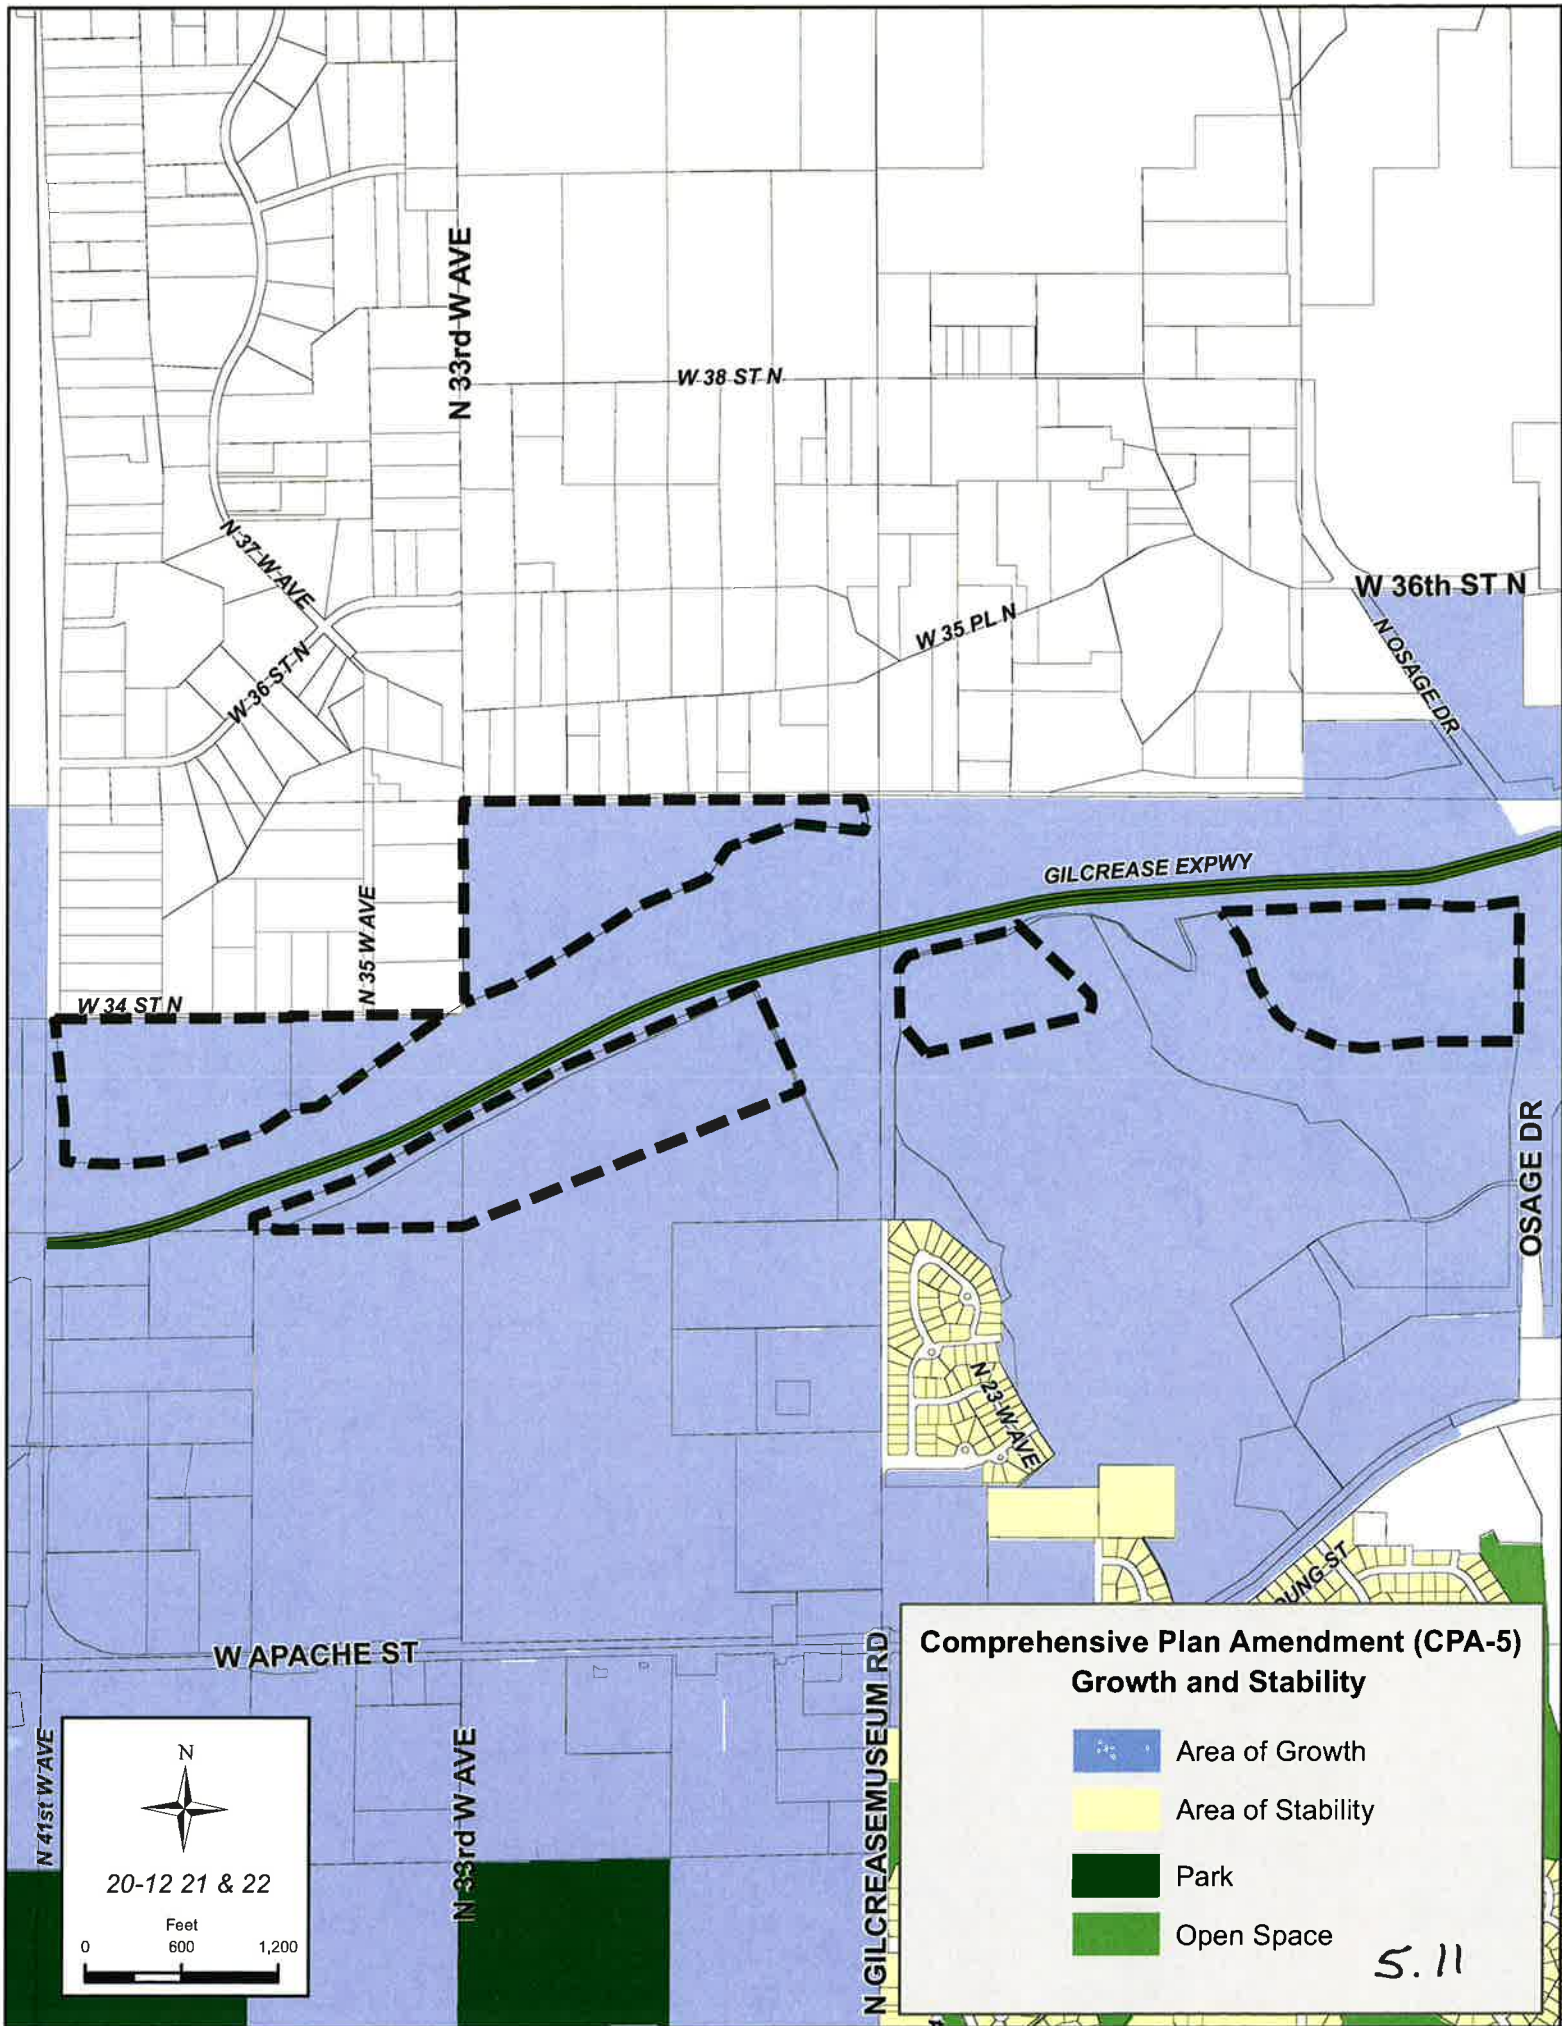 N 33rd W AVE
W 38 ST N
N 37 W AVE
W 36th ST N
W 35 PL N
N OSAGE DR
W 36 ST N
GILCREASE EXPWY
N 35 W AVE
W 34 ST N
OSAGE DR
N 23 W AVE
OUNG ST
W APACHE ST
N GILCREASEMUSEUM RD
N 41st W AVE
N 33rd W AVE
N
20-12 21 & 22
Feet
0 600 1,200
Comprehensive Plan Amendment (CPA-5)
Growth and Stability
Area of Growth
Area of Stability
Park
Open Space
5.11